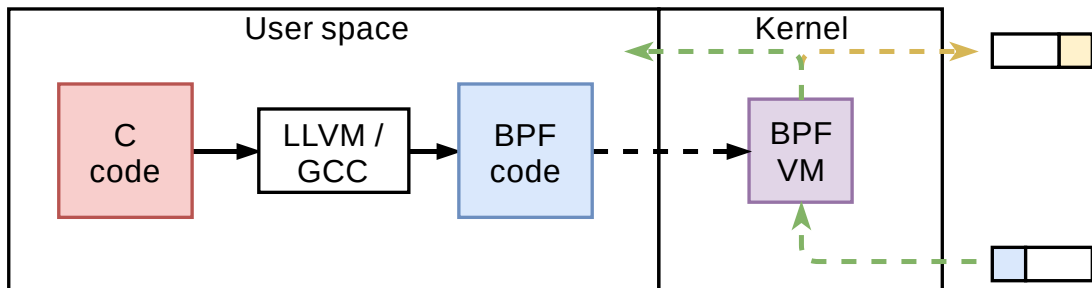 User space
Kernel
C
code
LLVM /
GCC
BPF
code
BPF
VM